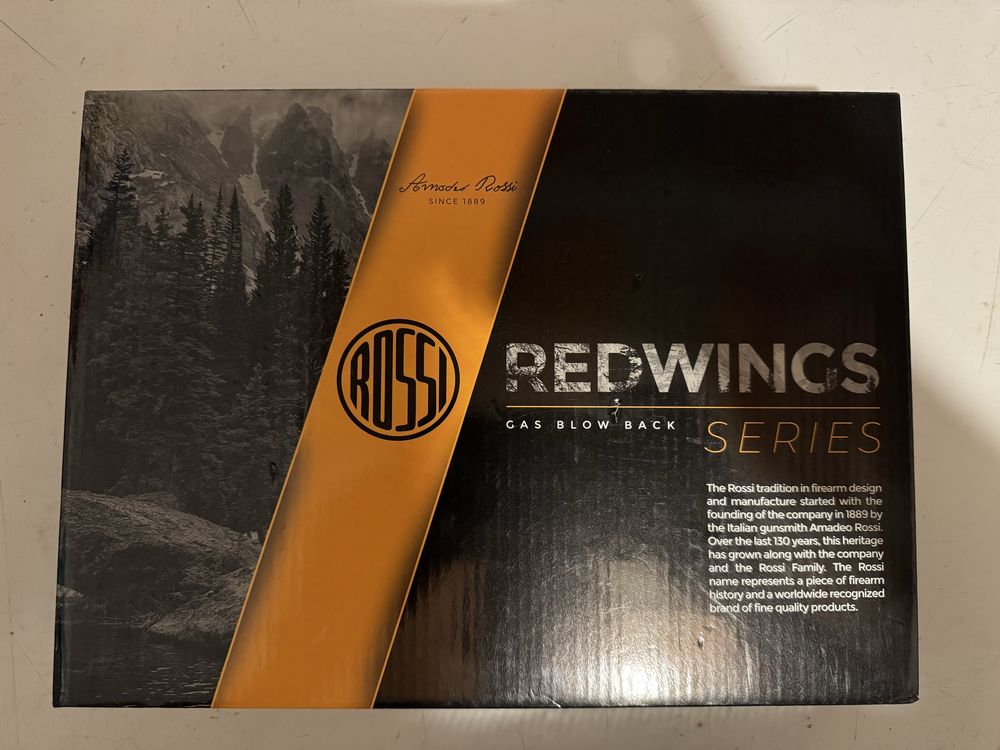 Amadeo Rossi
SINCE 1889
ROSSI
REDWINGS
GAS BLOW BACK
SERIES
The Rossi tradition in firearm design
and manufacture started with the
founding of the company in 1889 by
the Italian gunsmith Amadeo Rossi.
Over the last 130 years, this heritage
has grown along with the company
and the Rossi Family. The Rossi
name represents a piece of firearm
history and a worldwide recognized
brand of fine quality products.